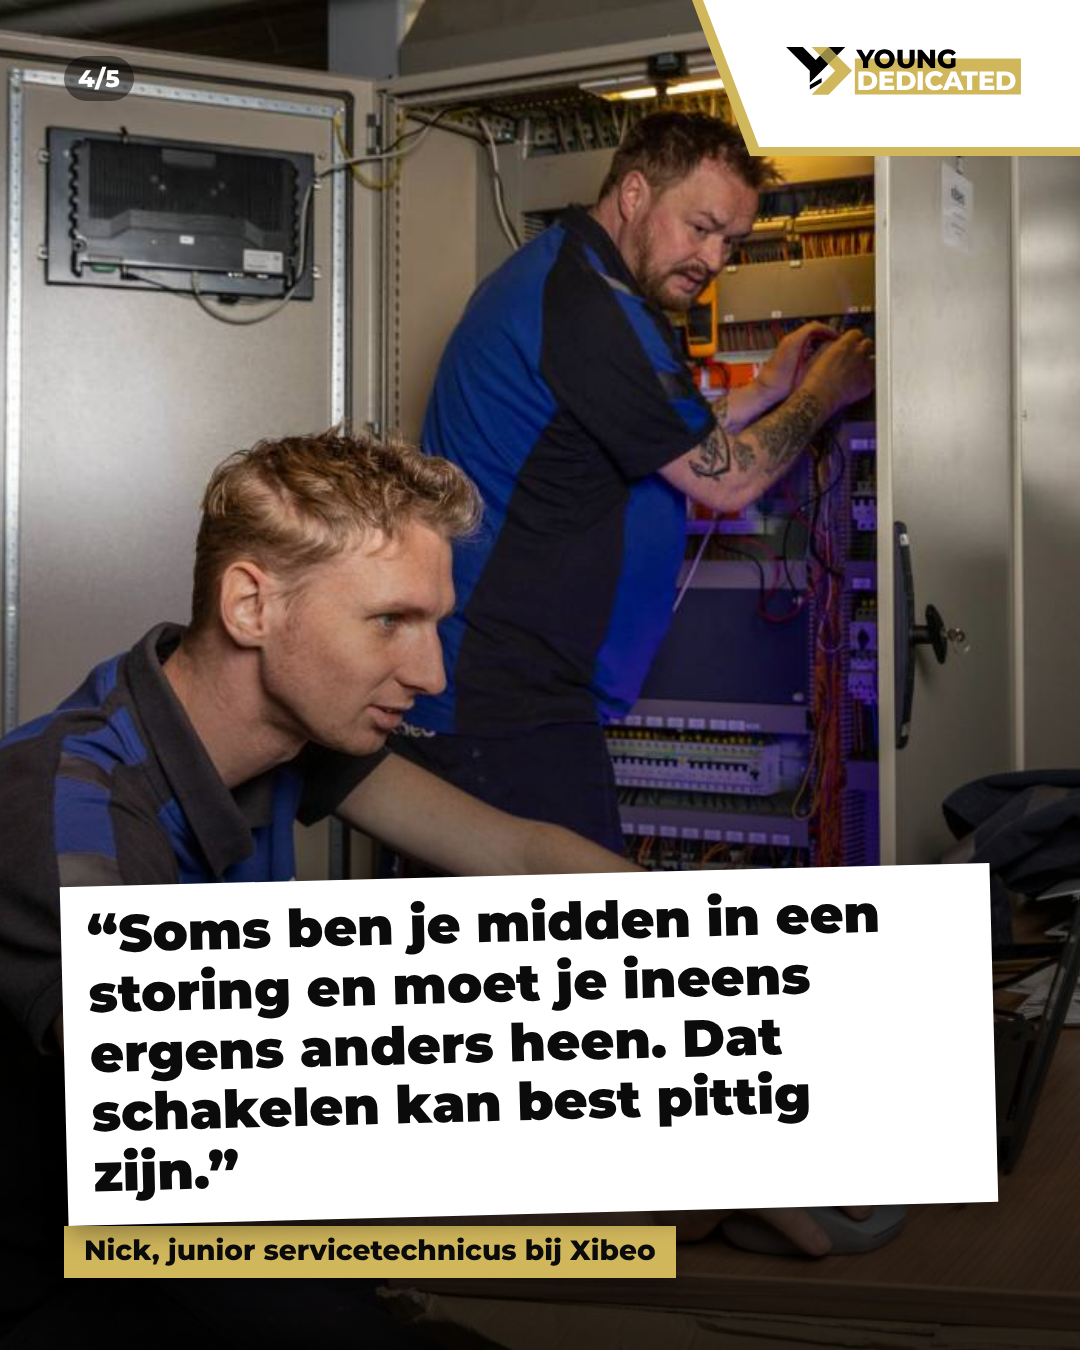 4/5
YOUNG
DEDICATED
“Soms ben je midden in een
storing en moet je ineens
ergens anders heen. Dat
schakelen kan best pittig
zijn.”
Nick, junior servicetechnicus bij Xibeo